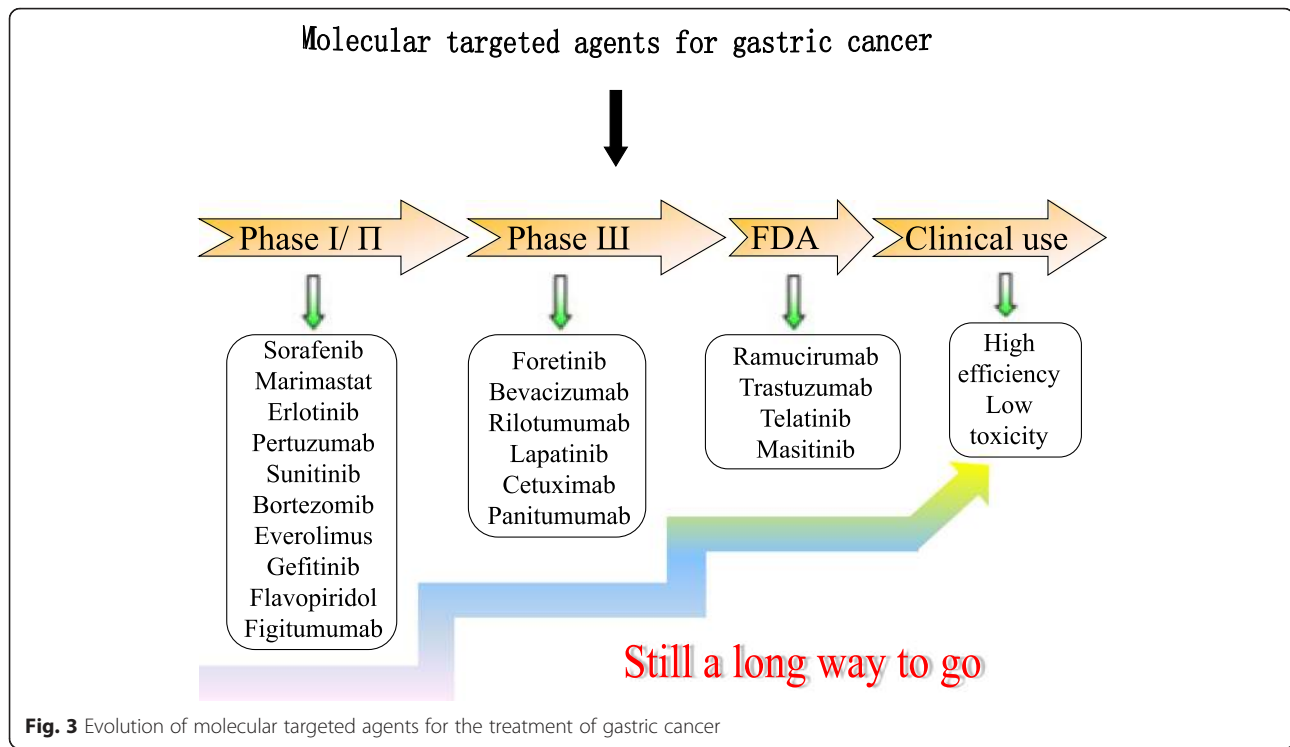 Molecular targeted agents for gastric cancer
Phase I/ П
Phase Ш
FDA
Clinical use
Sorafenib
Marimastat
Erlotinib
Pertuzumab
Sunitinib
Bortezomib
Everolimus
Gefitinib
Flavopiridol
Figitumumab
Foretinib
Bevacizumab
Rilotumumab
Lapatinib
Cetuximab
Panitumumab
Ramucirumab
Trastuzumab
Telatinib
Masitinib
High
efficiency
Low
toxicity
Still a long way to go
Fig. 3 Evolution of molecular targeted agents for the treatment of gastric cancer